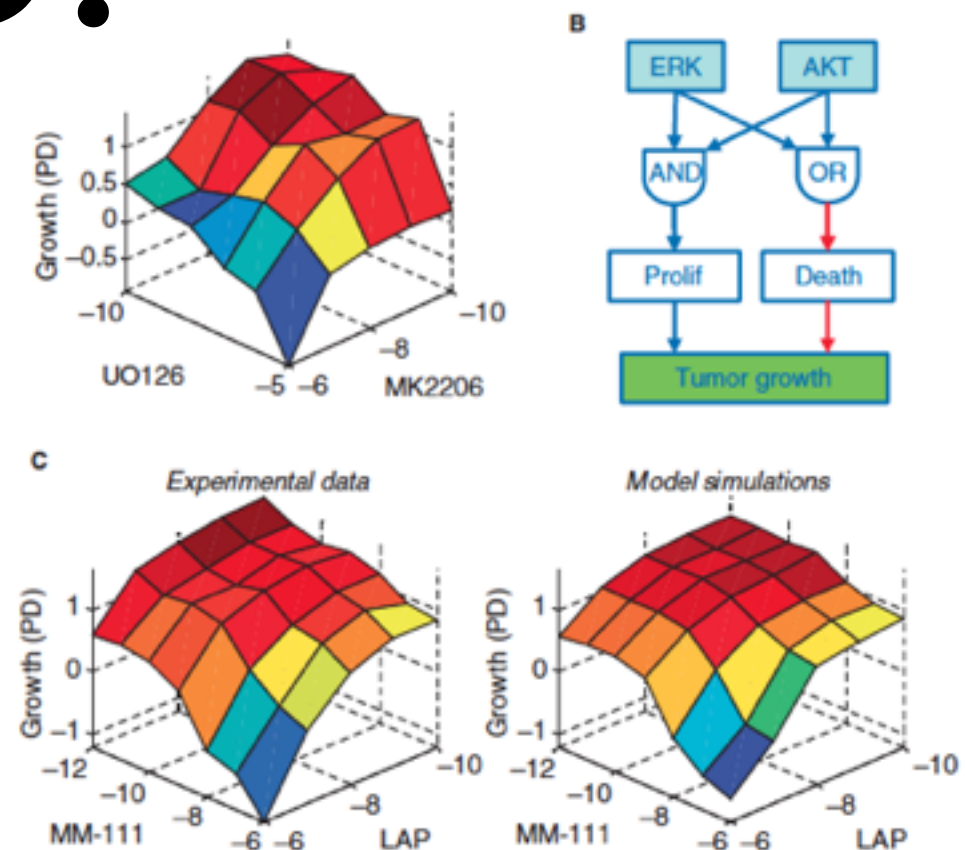 Growth (PD)
1
0.5
0
−0.5
−10
UO126
−5 −6
MK2206
−8
−10
B
ERK
AKT
AND
OR
Prolif
Death
Tumor growth
C
Experimental data
Growth (PD)
1
0
−1
−12
−10
−8
−6 −6
MM-111
LAP
−8
−10
Model simulations
Growth (PD)
1
0
−1
−12
−10
−8
−6 −6
MM-111
LAP
−8
−10